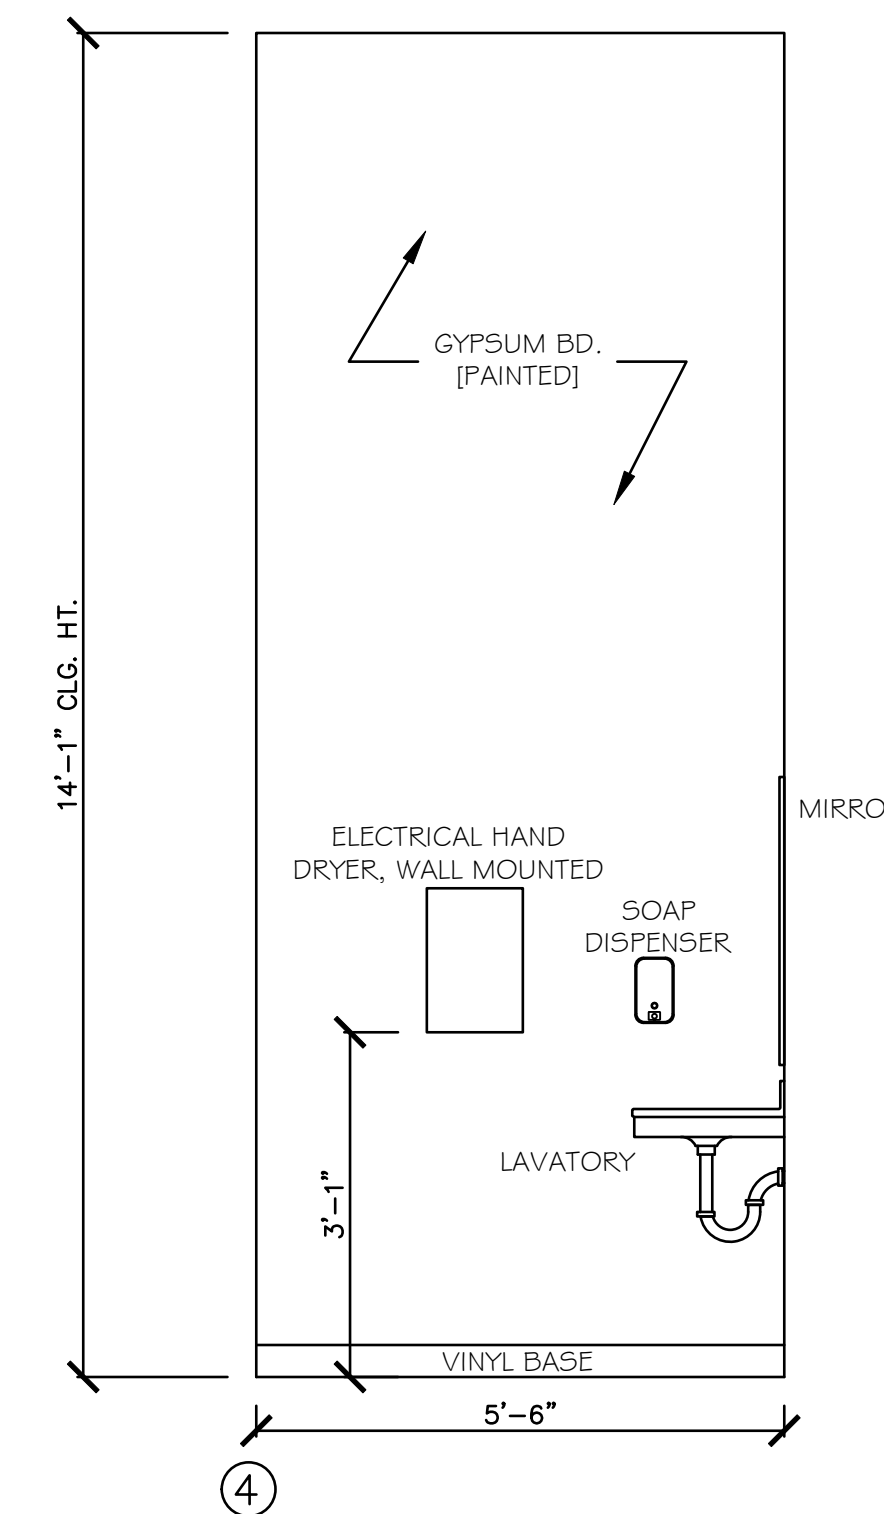 GYPSUM BD.
[PAINTED]
14'-1" CLG. HT.
MIRRO
ELECTRICAL HAND
DRYER, WALL MOUNTED
SOAP
DISPENSER
LAVATORY
3'-1"
VINYL BASE
5'-6"
4